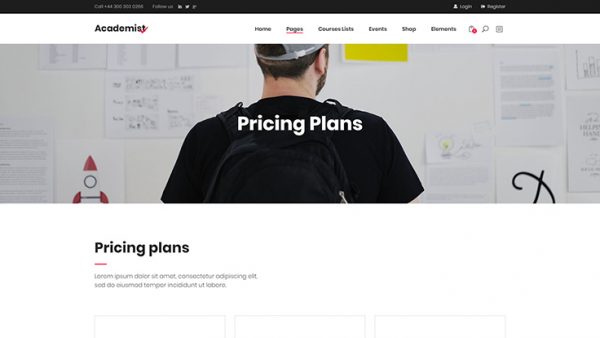 Call +44 300 303 0266 Follow us Login Register
Academist Home Pages Courses Lists Events Shop Elements
Pricing Plans
Pricing plans
Lorem ipsum dolor sit amet, consectetur adipiscing elit,
sed do eiusmod tempor incididunt ut labore.